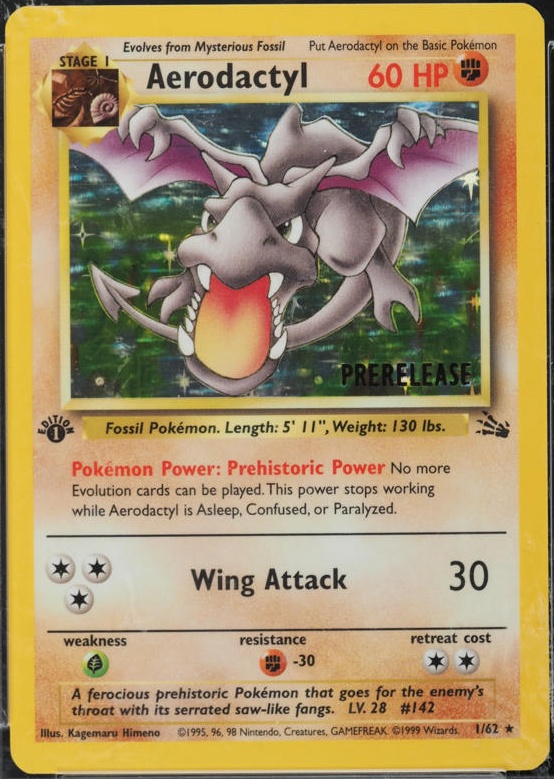 Evolves from Mysterious Fossil Put Aerodactyl on the Basic Pokémon
STAGE 1
Aerodactyl 60 HP
PRERELEASE
EDITION
1
Fossil Pokémon. Length: 5' 11", Weight: 130 lbs.
Pokémon Power: Prehistoric Power No more
Evolution cards can be played. This power stops working
while Aerodactyl is Asleep, Confused, or Paralyzed.
Wing Attack 30
weakness resistance retreat cost
-30
A ferocious prehistoric Pokémon that goes for the enemy's
throat with its serrated saw-like fangs. LV. 28 #142
Illus. Kagemaru Himeno ©1995, 96, 98 Nintendo, Creatures, GAMEFREAK. ©1999 Wizards. 1/62 ★